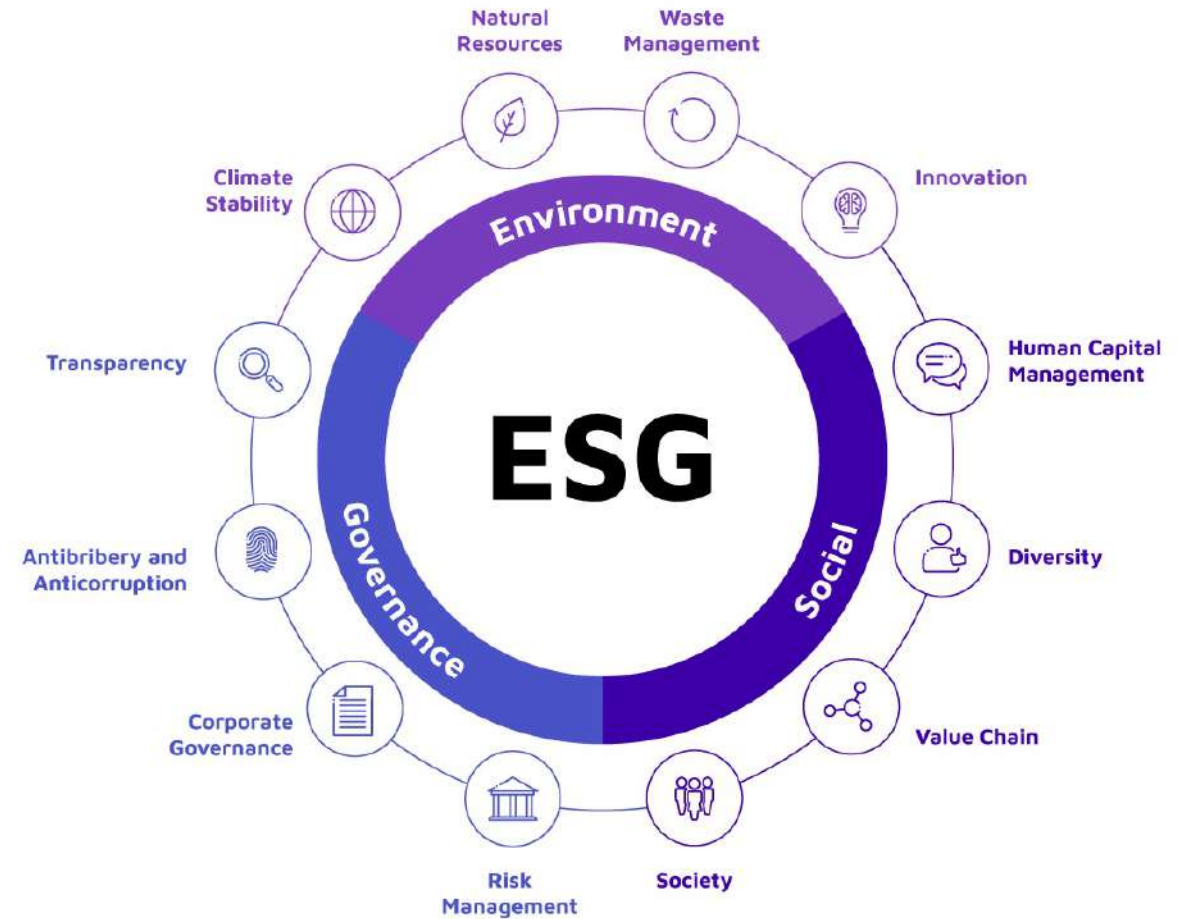 Natural
Resources
Waste
Management
Climate
Stability
Innovation
Environment
Transparency
Human Capital
Management
ESG
Antibribery and
Anticorruption
Governance
Social
Diversity
Corporate
Governance
Value Chain
Risk
Management
Society